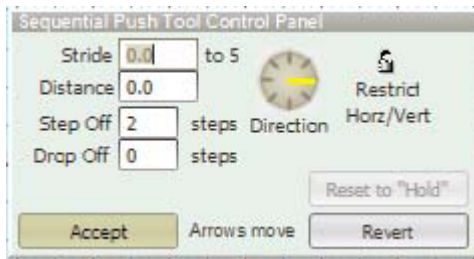 Sequential Push Tool Control Panel
Stride 0.0 to 5
Distance 0.0
Restrict
Step Off 2 steps Direction Horz/Vert
Drop Off 0 steps
Reset to "Hold"
Accept Arrows move Revert